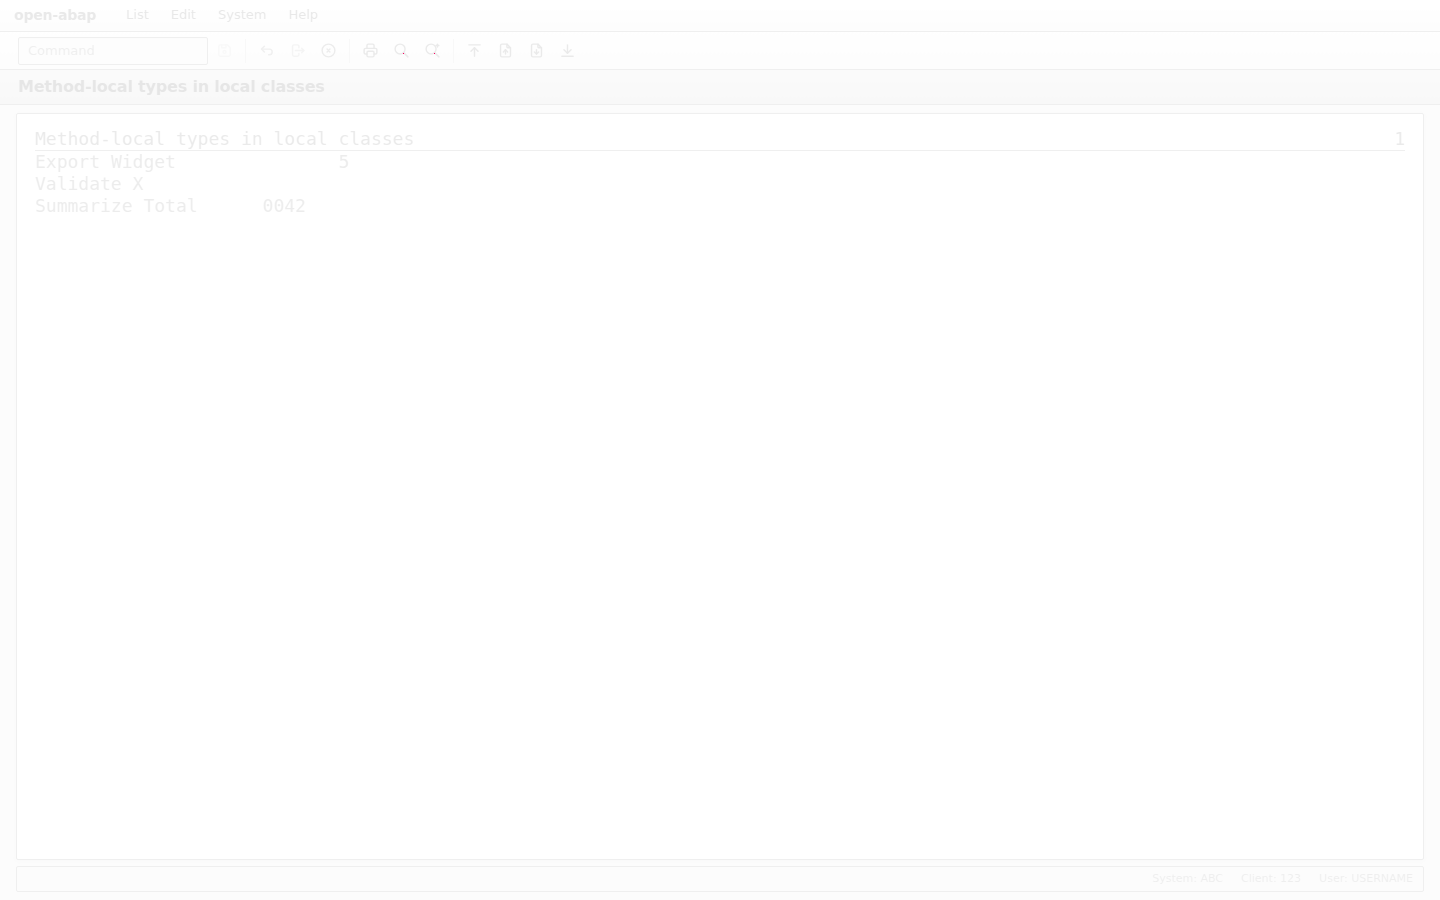 open-abap List Edit System Help
Command
Method-local types in local classes
Method-local types in local classes 1
Export Widget 5
Validate X
Summarize Total 0042
System: ABC Client: 123 User: USERNAME